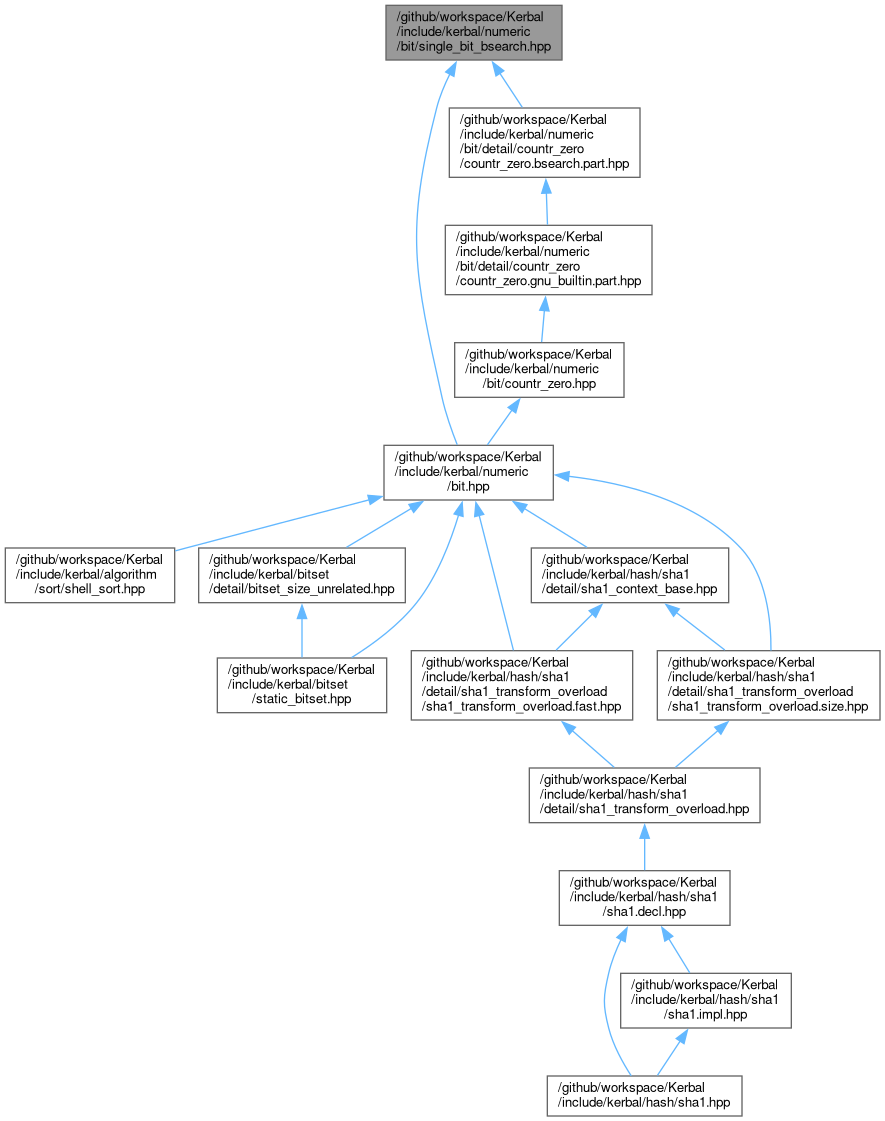 /github/workspace/Kerbal
/include/kerbal/numeric
/bit/single_bit_bsearch.hpp
/github/workspace/Kerbal
/include/kerbal/numeric
/bit/detail/countr_zero
/countr_zero.bsearch.part.hpp
/github/workspace/Kerbal
/include/kerbal/numeric
/bit/detail/countr_zero
/countr_zero.gnu_builtin.part.hpp
/github/workspace/Kerbal
/include/kerbal/numeric
/bit/countr_zero.hpp
/github/workspace/Kerbal
/include/kerbal/numeric
/bit.hpp
/github/workspace/Kerbal
/include/kerbal/algorithm
/sort/shell_sort.hpp
/github/workspace/Kerbal
/include/kerbal/bitset
/detail/bitset_size_unrelated.hpp
/github/workspace/Kerbal
/include/kerbal/hash/sha1
/detail/sha1_context_base.hpp
/github/workspace/Kerbal
/include/kerbal/bitset
/static_bitset.hpp
/github/workspace/Kerbal
/include/kerbal/hash/sha1
/detail/sha1_transform_overload
/sha1_transform_overload.fast.hpp
/github/workspace/Kerbal
/include/kerbal/hash/sha1
/detail/sha1_transform_overload
/sha1_transform_overload.size.hpp
/github/workspace/Kerbal
/include/kerbal/hash/sha1
/detail/sha1_transform_overload.hpp
/github/workspace/Kerbal
/include/kerbal/hash/sha1
/sha1.decl.hpp
/github/workspace/Kerbal
/include/kerbal/hash/sha1
/sha1.impl.hpp
/github/workspace/Kerbal
/include/kerbal/hash/sha1.hpp